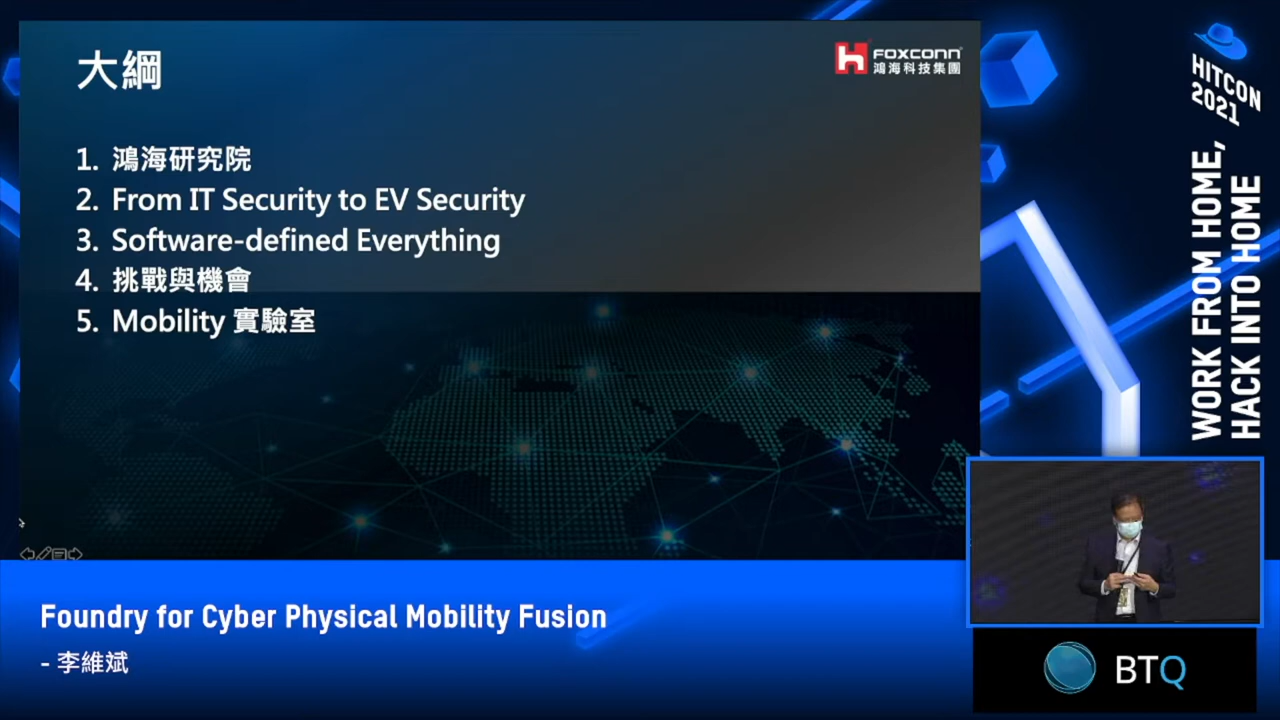 大綱
FOXCONN
鴻海科技集團
1. 鴻海研究院
2. From IT Security to EV Security
3. Software-defined Everything
4. 挑戰與機會
5. Mobility 實驗室
HITCON
2021
WORK FROM HOME,
HACK INTO HOME
Foundry for Cyber Physical Mobility Fusion
- 李維斌
BTQ